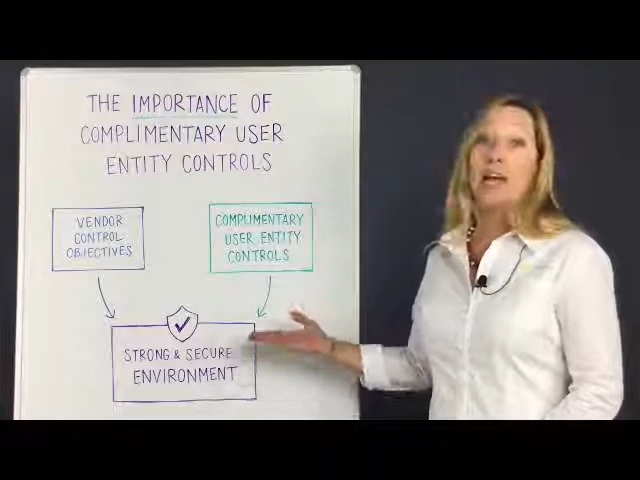 THE IMPORTANCE OF
COMPLIMENTARY USER
ENTITY CONTROLS
VENDOR
CONTROL
OBJECTIVES
COMPLIMENTARY
USER ENTITY
CONTROLS
STRONG & SECURE
ENVIRONMENT